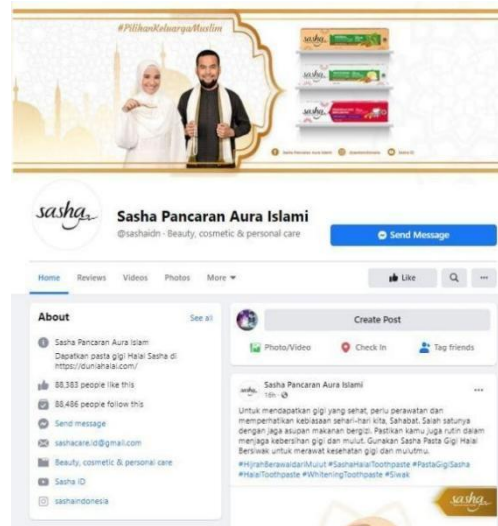 #PilihanKeluargaMuslim
sasha
sasha
sasha
Sasha Pancaran Aura Islami
Sasha ID
sasha
Sasha Pancaran Aura Islami
@sashaidn · Beauty, cosmetic & personal care
Send Message
Home Reviews Videos Photos More
Like
About
See all
Sasha Pancaran Aura Islam
Dapatkan pasta gigi Halal Sasha di
https://duniahalal.com/
88,383 people like this
88,486 people follow this
Send message
sashacare.id@gmail.com
Beauty, cosmetic & personal care
Sasha ID
sashaindonesia
Create Post
Photo/Video
Check In
Tag friends
sasha
Sasha Pancaran Aura Islami
16h ·
Untuk mendapatkan gigi yang sehat, perlu perawatan dan
memperhatikan kebiasaan sehari-hari kita, Sahabat. Salah satunya
dengan jaga asupan makanan bergizi. Pastikan kamu juga rutin dalam
menjaga kebersihan gigi dan mulut. Gunakan Sasha Pasta Gigi Halal
Bersiwak untuk merawat kesehatan gigi dan mulutmu.
#HijrahBerawaldariMulut #SashaHalalToothpaste #PastaGigiSasha
#HalalToothpaste #WhiteningToothpaste #Siwak
sasha